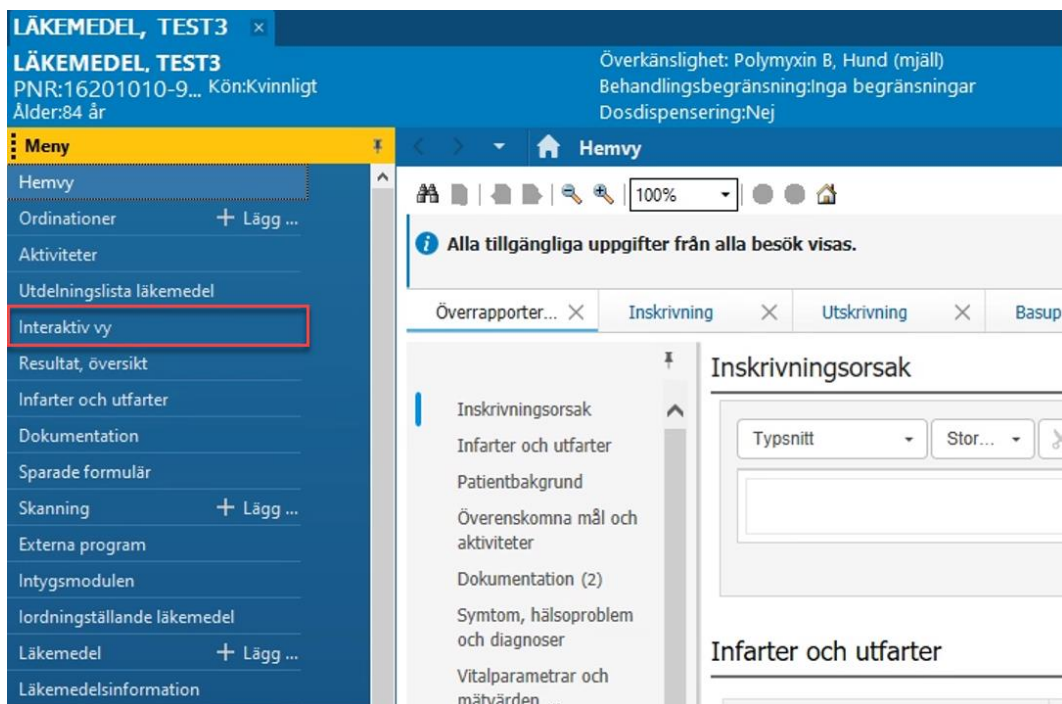 LÄKEMEDEL, TEST3 ×
LÄKEMEDEL, TEST3
PNR:16201010-9... Kön:Kvinnligt
Ålder:84 år
Överkänslighet: Polymyxin B, Hund (mjäll)
Behandlingsbegränsning:Inga begränsningar
Dosdispensering:Nej
Meny
Hemvy
Ordinationer + Lägg ...
Aktiviteter
Utdelningslista läkemedel
Interaktiv vy
Resultat, översikt
Infarter och utfarter
Dokumentation
Sparade formulär
Skanning + Lägg ...
Externa program
Intygsmodulen
Iordningställande läkemedel
Läkemedel + Lägg ...
Läkemedelsinformation
Hemvy
100%
Alla tillgängliga uppgifter från alla besök visas.
Överrapporter... × Inskrivning × Utskrivning × Basup
Inskrivningsorsak
Infarter och utfarter
Patientbakgrund
Överenskomna mål och
aktiviteter
Dokumentation (2)
Symtom, hälsoproblem
och diagnoser
Vitalparametrar och
mätvärden
Inskrivningsorsak
Typsnitt Stor...
Infarter och utfarter